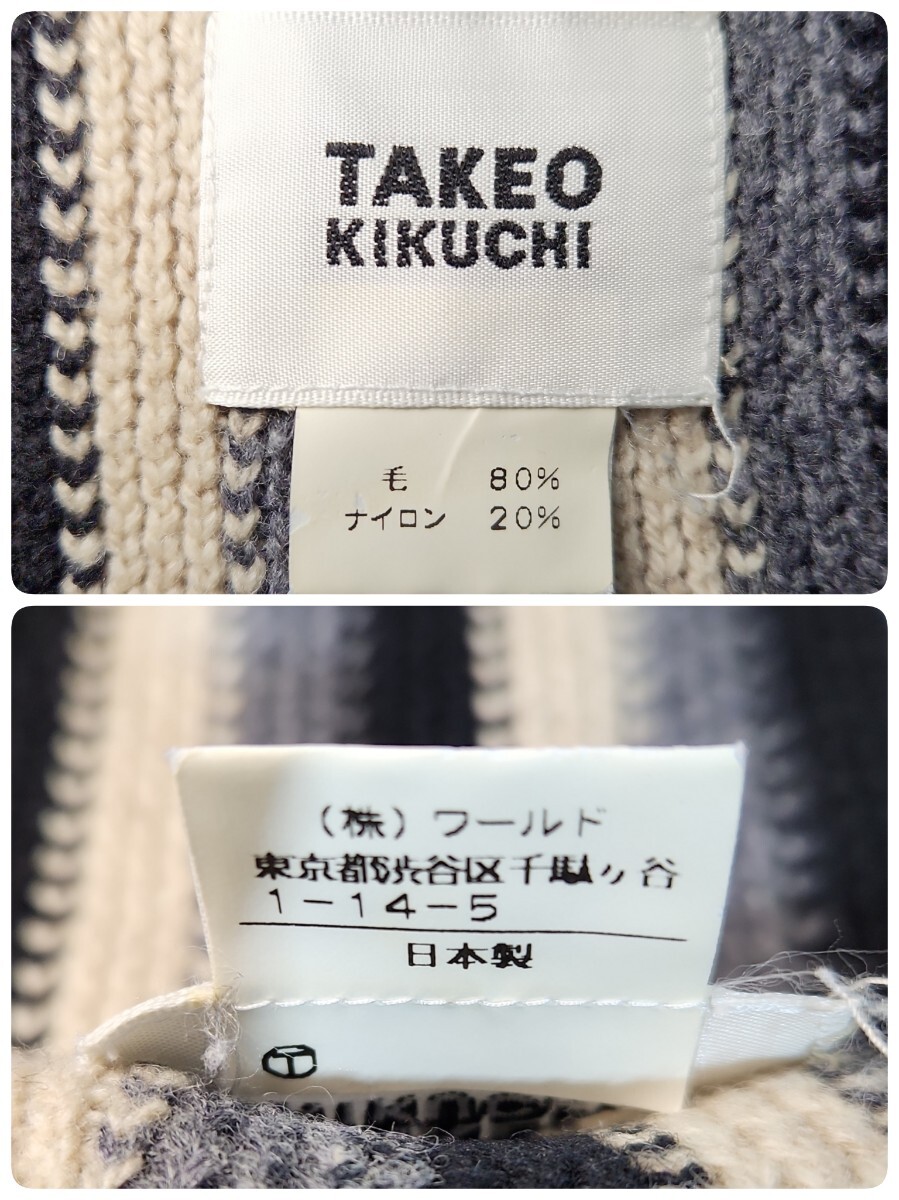 TAKEO
KIKUCHI
毛 80%
ナイロン 20%
（株）ワールド
東京都渋谷区千駄ヶ谷
1-14-5
日本製